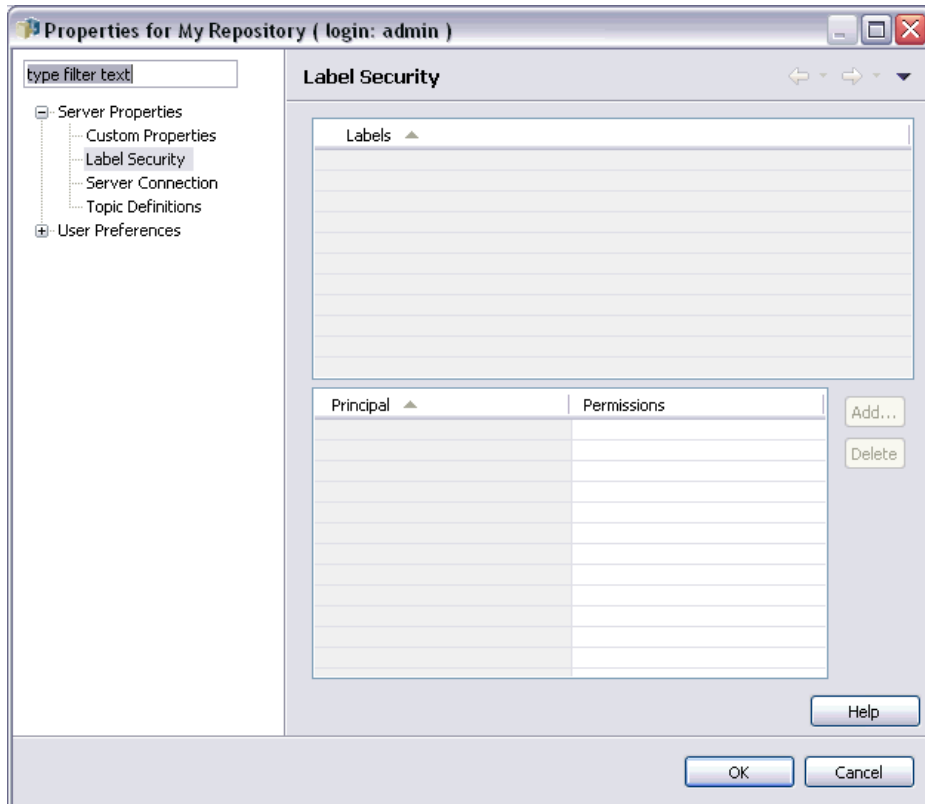 Properties for My Repository ( login: admin )
type filter text
Label Security
Server Properties
Custom Properties
Label Security
Server Connection
Topic Definitions
User Preferences
Labels
Principal
Permissions
Add...
Delete
Help
OK
Cancel